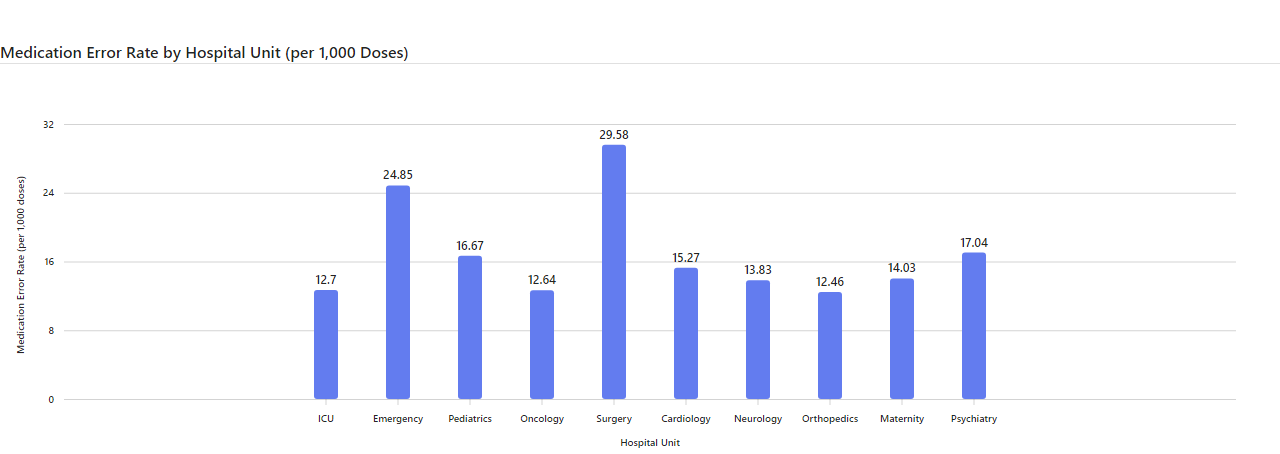 Medication Error Rate by Hospital Unit (per 1,000 Doses)
Medication Error Rate (per 1,000 doses)
32
24
16
8
0
12.7
24.85
16.67
12.64
29.58
15.27
13.83
12.46
14.03
17.04
ICU
Emergency
Pediatrics
Oncology
Surgery
Cardiology
Neurology
Orthopedics
Maternity
Psychiatry
Hospital Unit